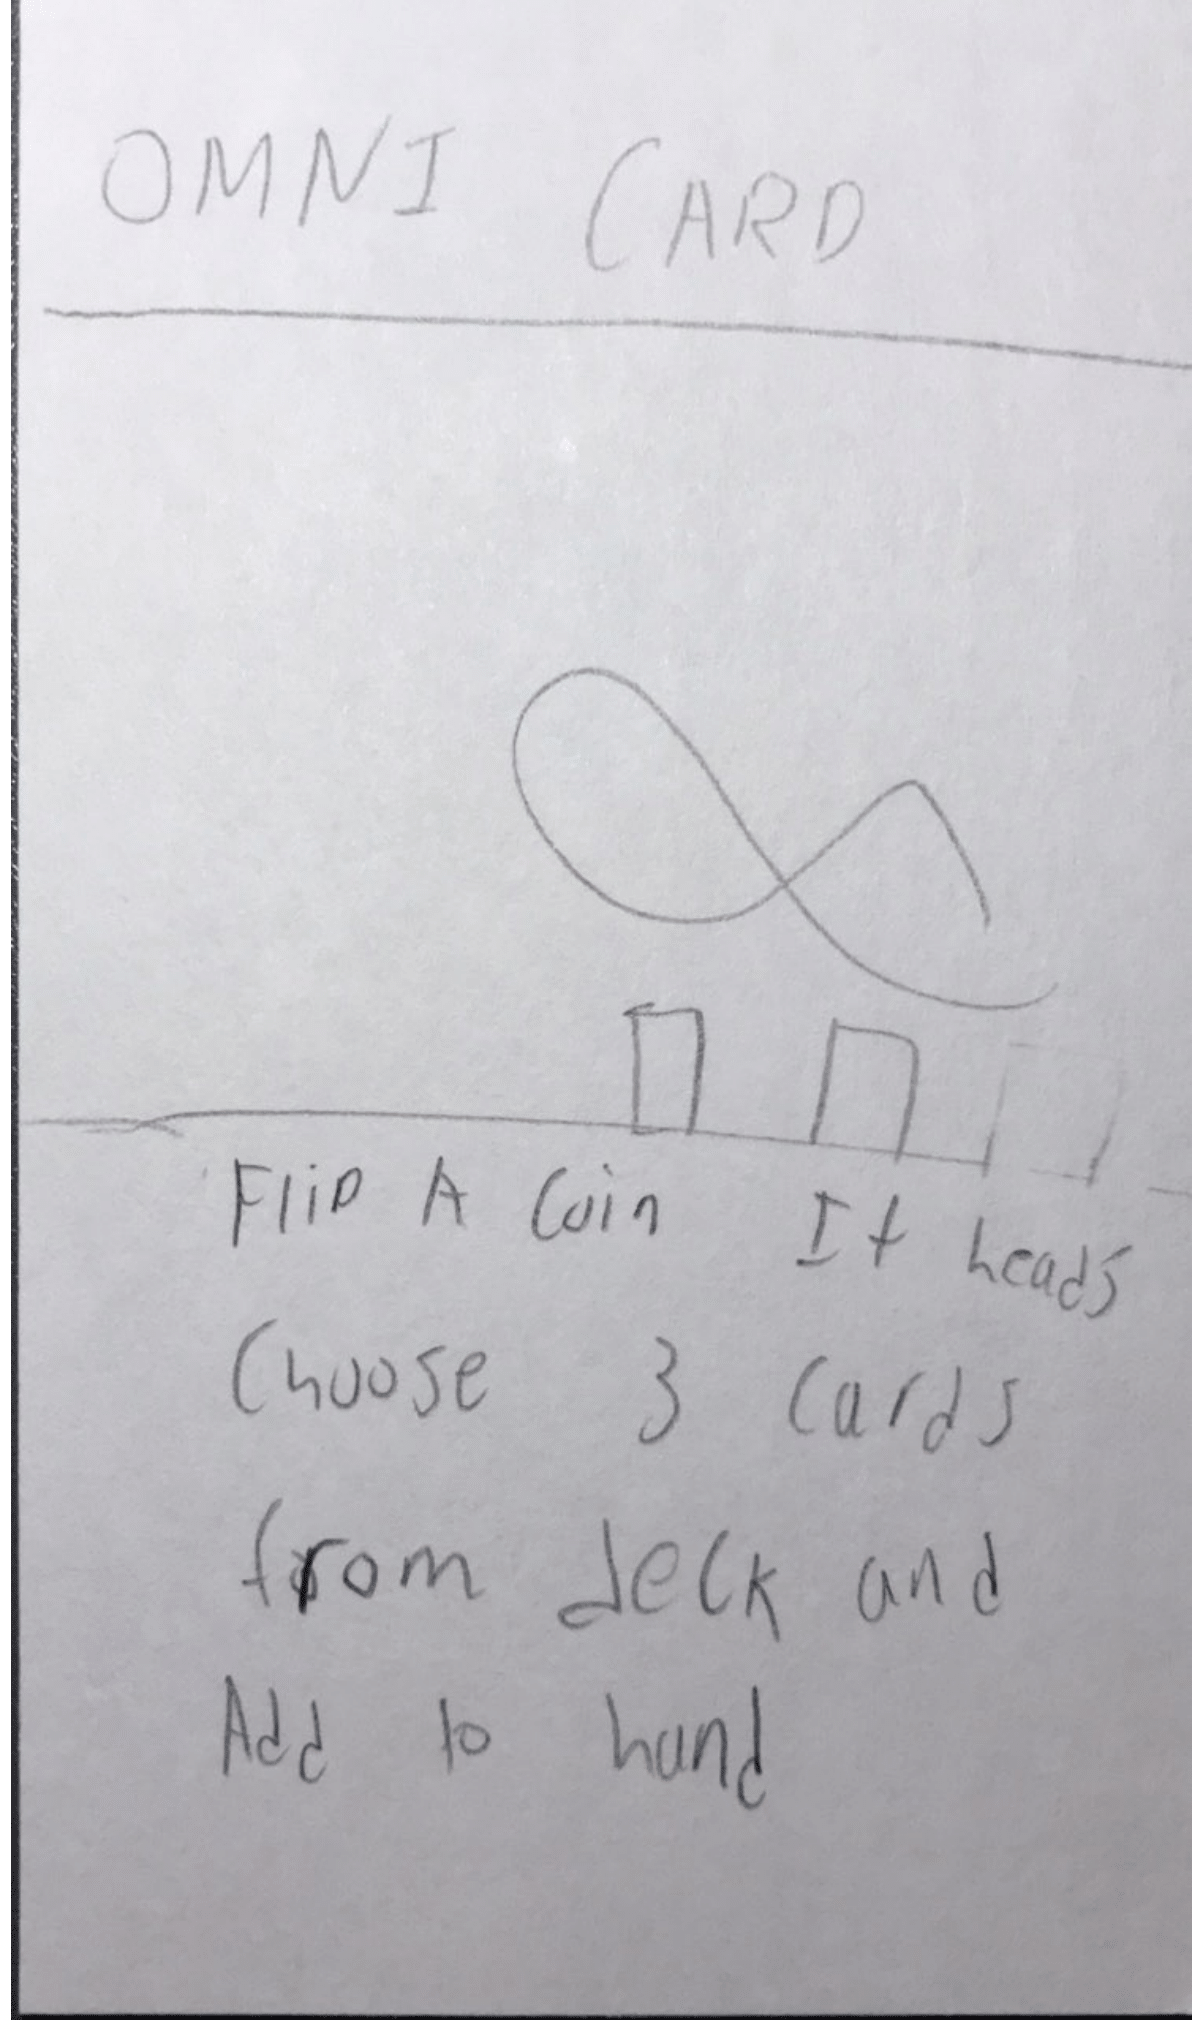 OMNI CARD
Flip A Coin If heads
Choose 3 Cards
from deck and
Add to hand